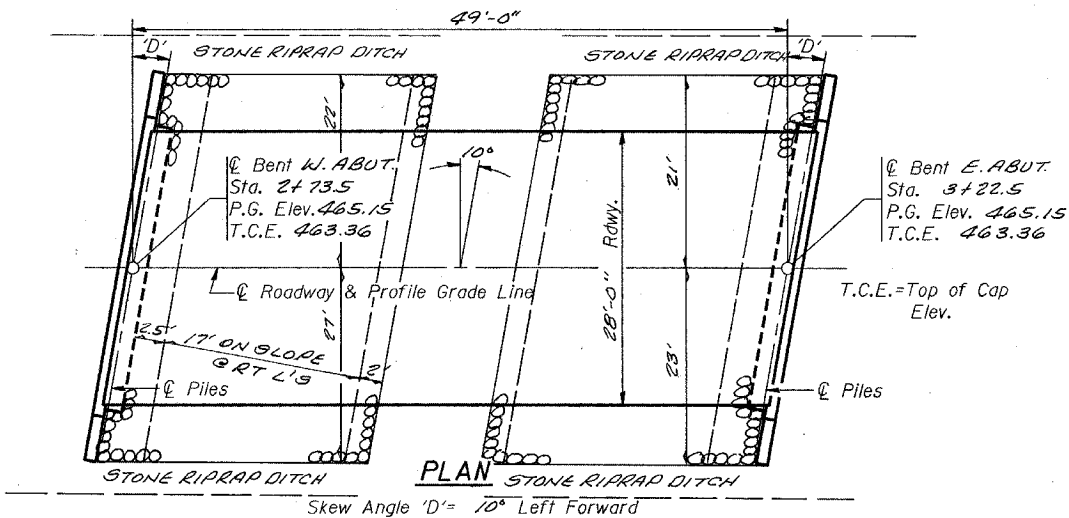 49'-0"
'D'
'D'
STONE RIPRAP DITCH
STONE RIPRAP DITCH
22'
10°
21'
℄ Bent W. ABUT.
Sta. 2+73.5
P.G. Elev. 465.15
T.C.E. 463.36
℄ Bent E. ABUT.
Sta. 3+22.5
P.G. Elev. 465.15
T.C.E. 463.36
28'-0" Rdwy.
℄ Roadway & Profile Grade Line
T.C.E.=Top of Cap
Elev.
2.5'
17' ON SLOPE
@ RT L'S
2'
23'
℄ Piles
℄ Piles
PLAN
STONE RIPRAP DITCH
STONE RIPRAP DITCH
Skew Angle 'D'= 10° Left Forward